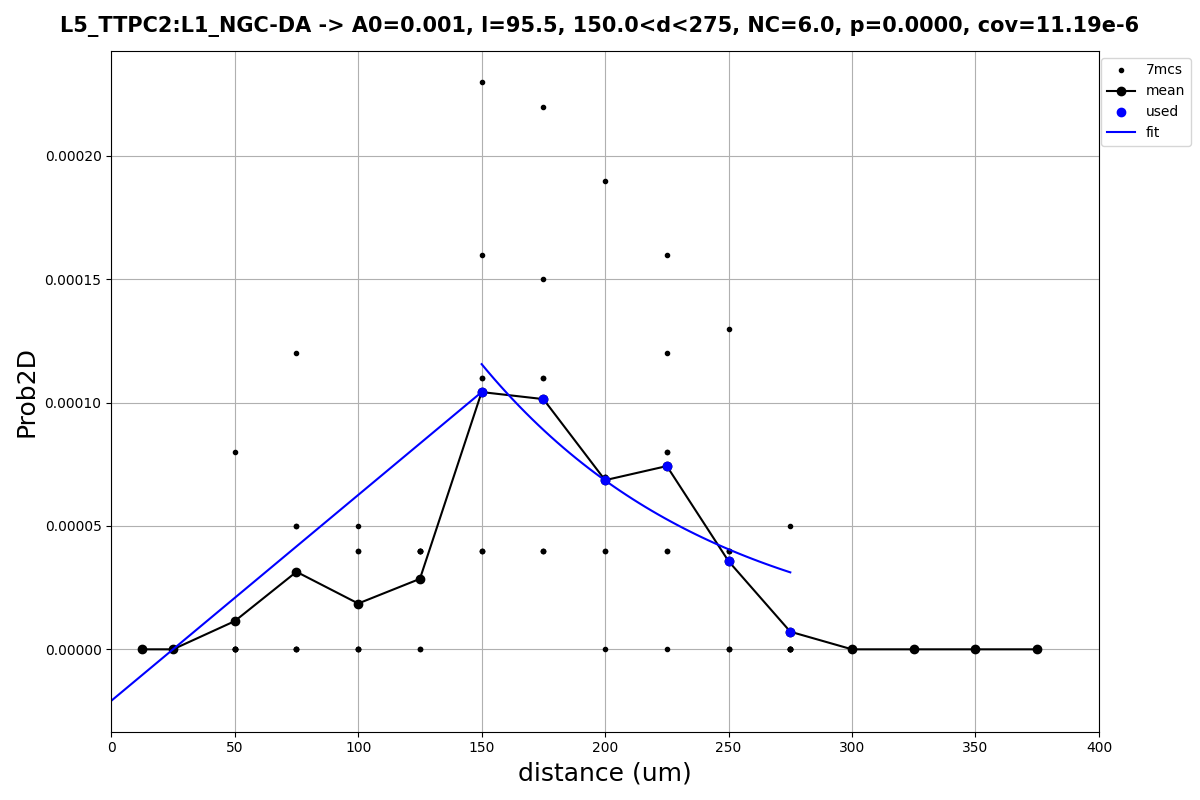 L5_TTPC2:L1_NGC-DA -> A0=0.001, l=95.5, 150.0<d<275, NC=6.0, p=0.0000, cov=11.19e-6
7mcs
mean
used
fit
Prob2D
0.00020
0.00015
0.00010
0.00005
0.00000
0 50 100 150 200 250 300 350 400
distance (um)